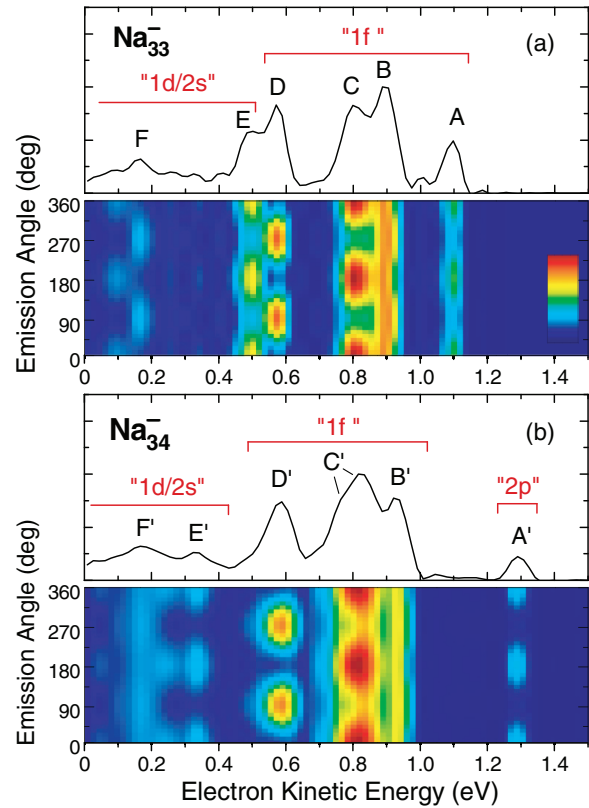 Na₃₃⁻
"1f "
(a)
"1d/2s"
F
E
D
C
B
A
Emission Angle (deg)
360
270
180
90
0
0
0.2
0.4
0.6
0.8
1.0
1.2
1.4
Na₃₄⁻
"1f "
(b)
"1d/2s"
"2p"
F'
E'
D'
C'
B'
A'
Emission Angle (deg)
360
270
180
90
0
0
0.2
0.4
0.6
0.8
1.0
1.2
1.4
Electron Kinetic Energy (eV)